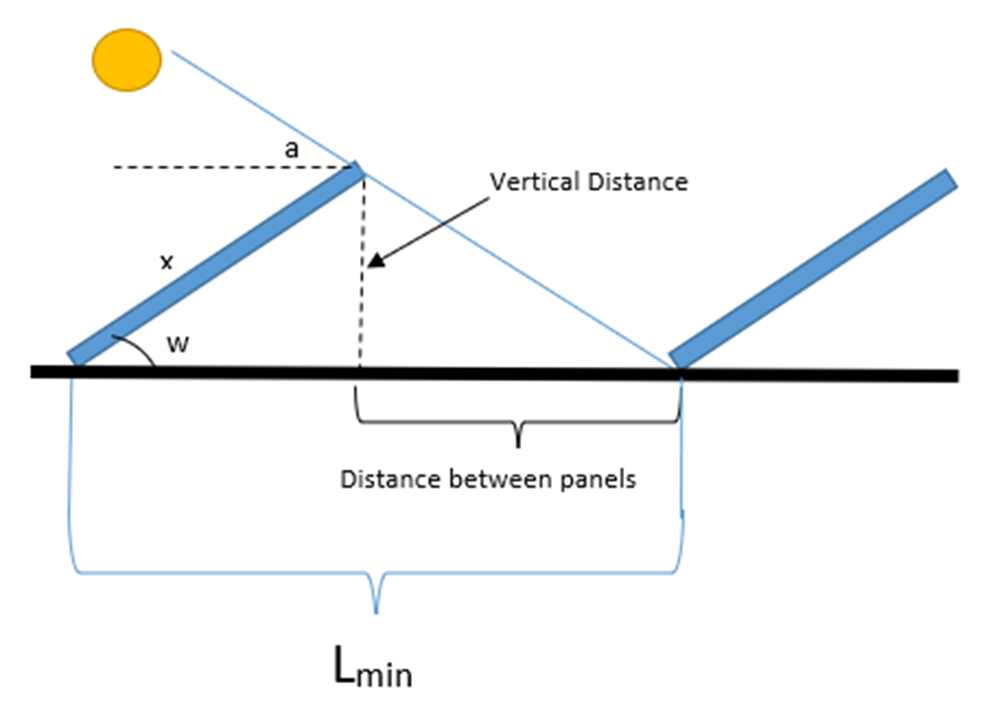 a
Vertical Distance
x
w
Distance between panels
Lmin